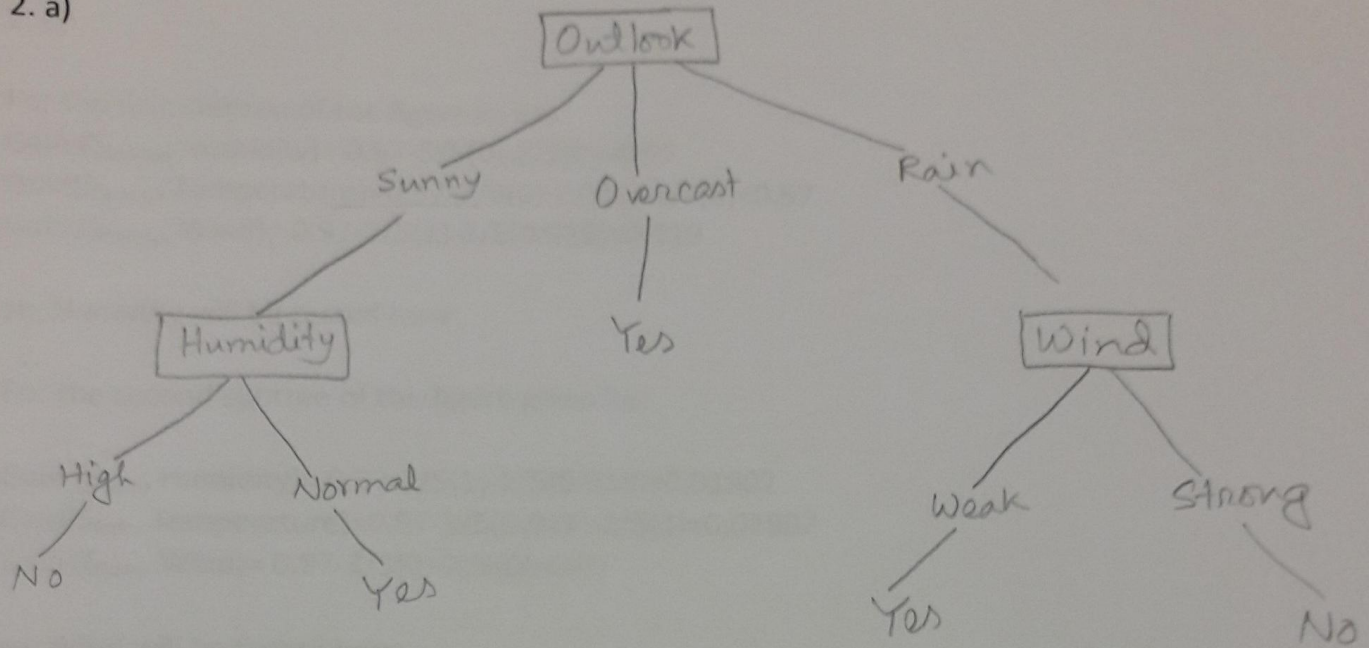 2. a)
Outlook
Sunny Overcast Rain
Humidity Yes Wind
High Normal Weak Strong
No Yes Yes No